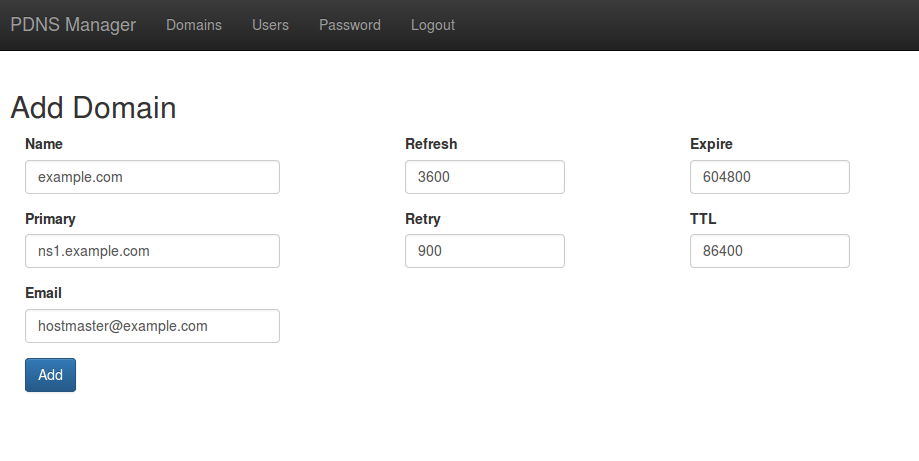 PDNS Manager Domains Users Password Logout
Add Domain
Name Refresh Expire
example.com 3600 604800
Primary Retry TTL
ns1.example.com 900 86400
Email
hostmaster@example.com
Add